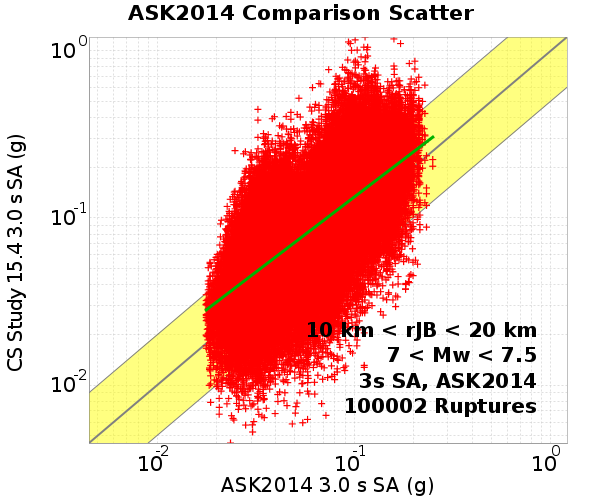 ASK2014 Comparison Scatter
CS Study 15.4 3.0 s SA (g)
10⁰
10⁻¹
10⁻²
10 km < rJB < 20 km
7 < Mw < 7.5
3s SA, ASK2014
100002 Ruptures
10⁻² 10⁻¹ 10⁰
ASK2014 3.0 s SA (g)